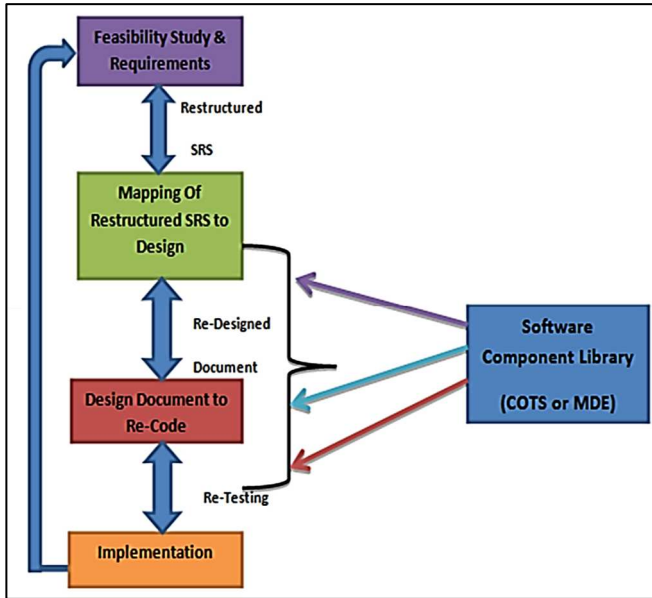 Feasibility Study &
Requirements
Restructured
SRS
Mapping Of
Restructured SRS to
Design
Re-Designed
Document
Design Document to
Re-Code
Re-Testing
Implementation
Software
Component Library
(COTS or MDE)